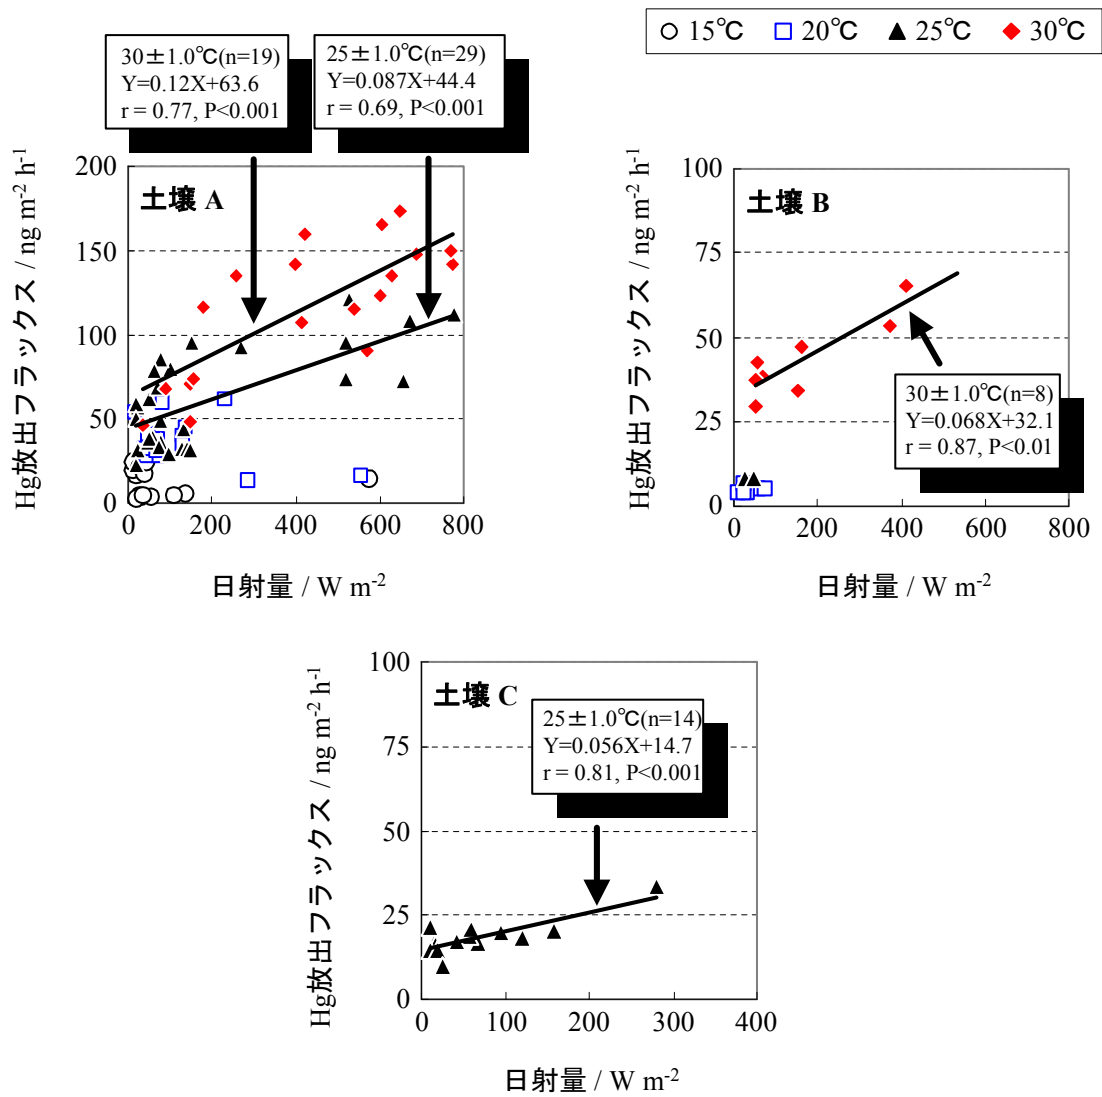 15℃ 20℃ 25℃ 30℃
30±1.0℃(n=19)
Y=0.12X+63.6
r = 0.77, P<0.001
25±1.0℃(n=29)
Y=0.087X+44.4
r = 0.69, P<0.001
Hg放出フラックス / ng m-2 h-1
200
150
100
50
0
土壌 A
0 200 400 600 800
日射量 / W m-2
Hg放出フラックス / ng m-2 h-1
100
75
50
25
0
土壌 B
30±1.0℃(n=8)
Y=0.068X+32.1
r = 0.87, P<0.01
0 200 400 600 800
日射量 / W m-2
Hg放出フラックス / ng m-2 h-1
100
75
50
25
0
土壌 C
25±1.0℃(n=14)
Y=0.056X+14.7
r = 0.81, P<0.001
0 100 200 300 400
日射量 / W m-2